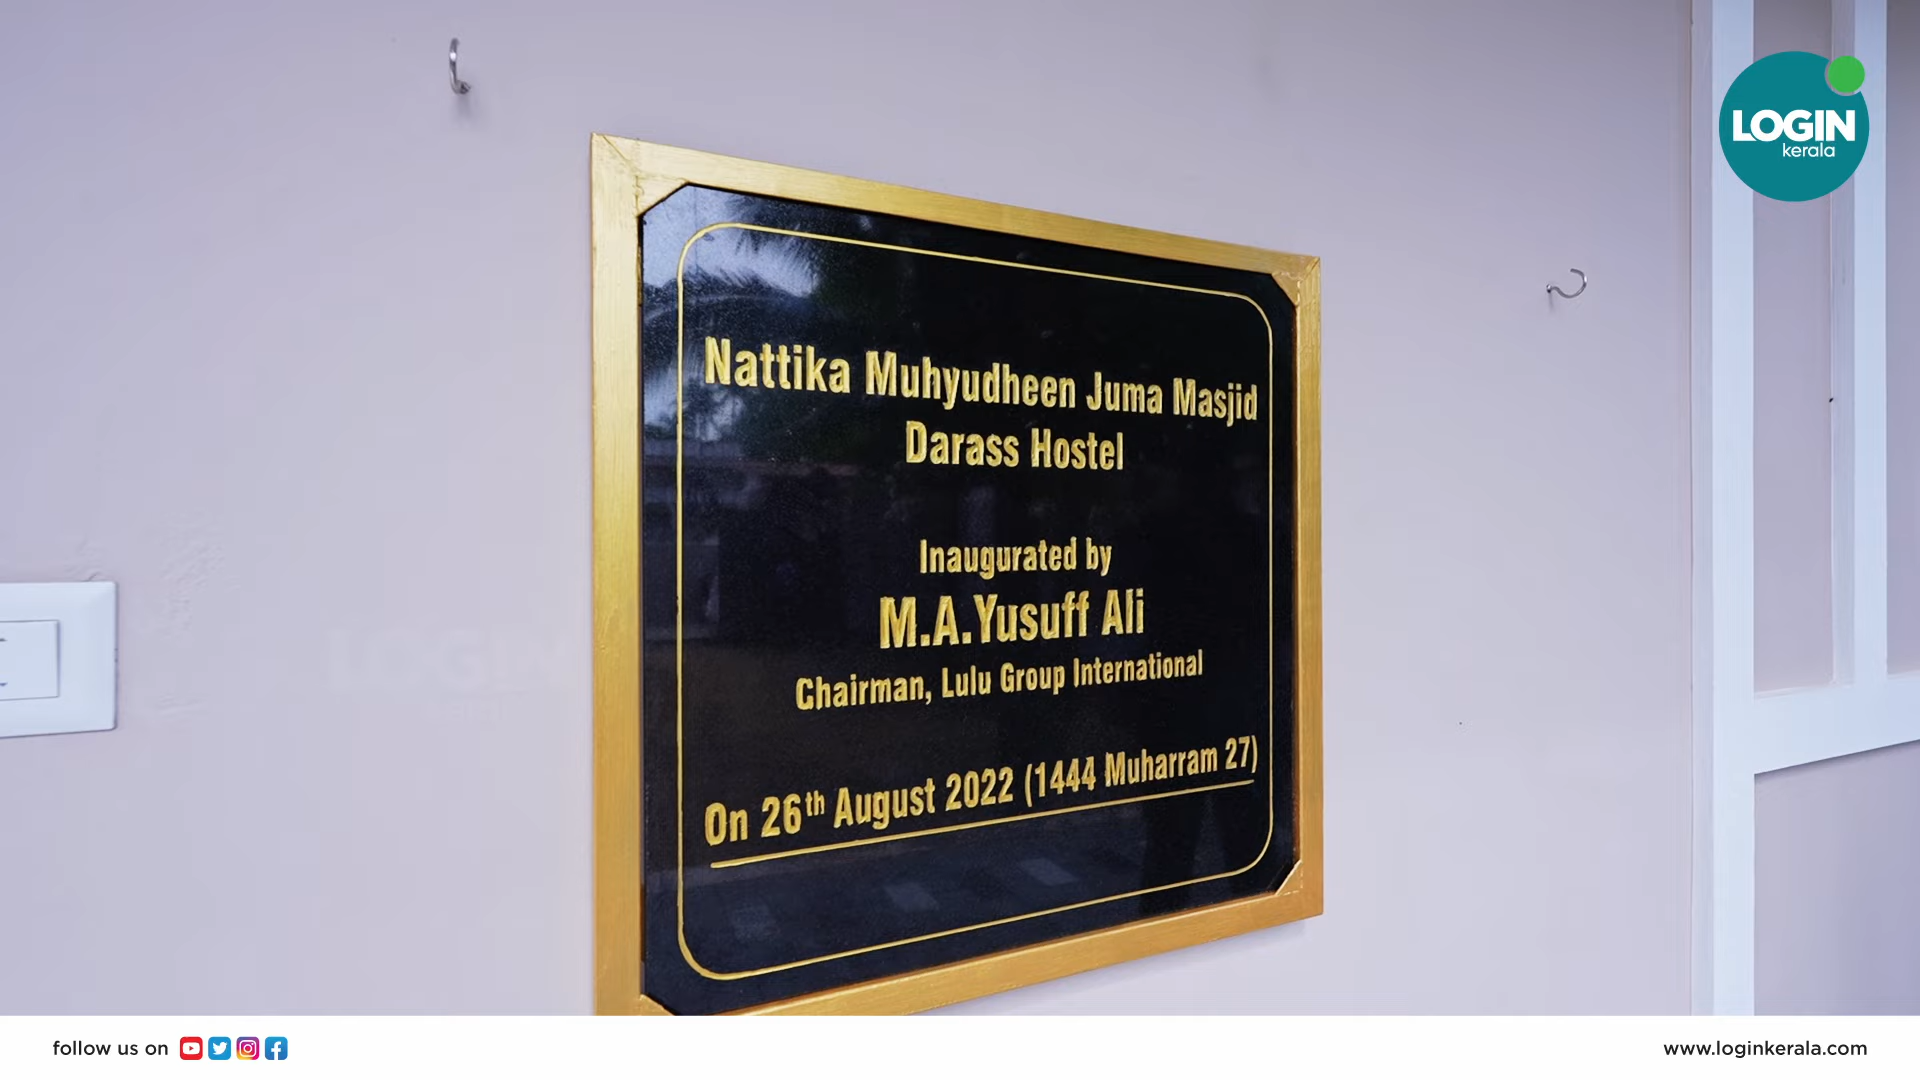 LOGIN
kerala
Nattika Muhyudheen Juma Masjid
Darass Hostel
Inaugurated by
M.A.Yusuff Ali
Chairman, Lulu Group International
On 26th August 2022 (1444 Muharram 27)
LOGIN
follow us on
www.loginkerala.com